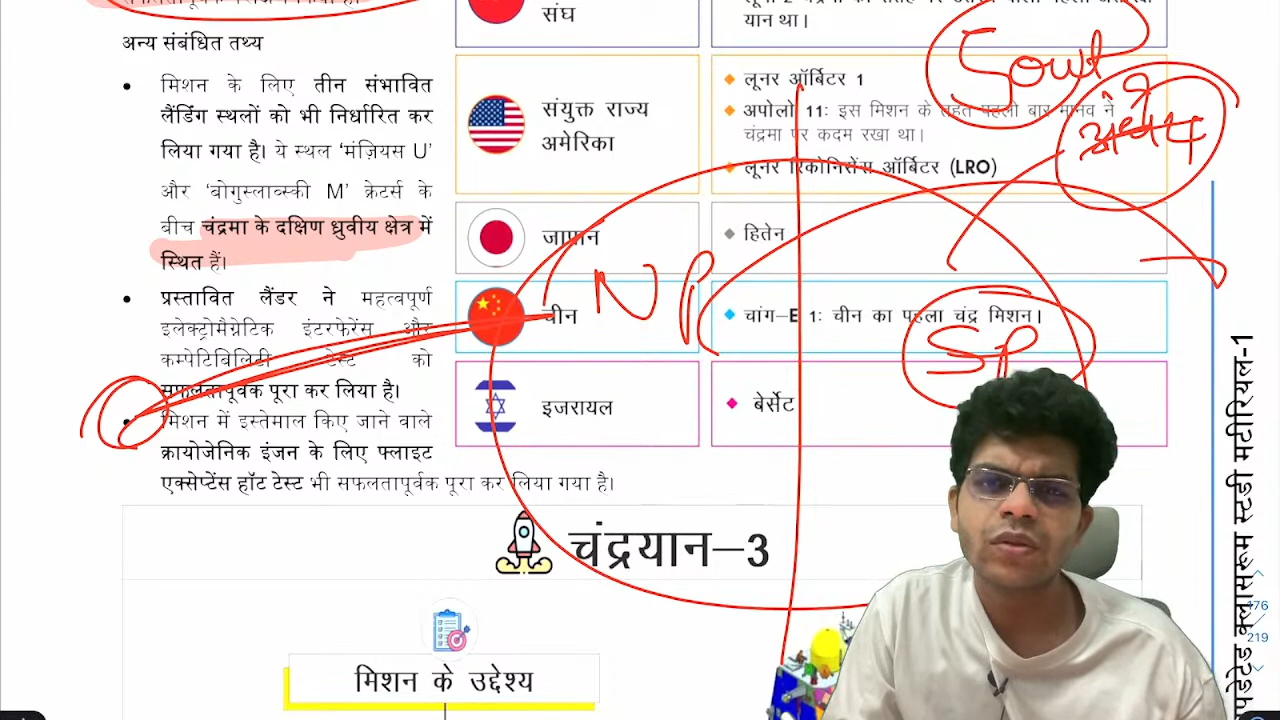 अन्य संबंधित तथ्य
• मिशन के लिए तीन संभावित
लैंडिंग स्थलों को भी निर्धारित कर
लिया गया है। ये स्थल 'मंज़ियस U'
और 'बोगुस्लाव्स्की M' क्रेटर्स के
बीच चंद्रमा के दक्षिण ध्रुवीय क्षेत्र में
स्थित हैं।
• प्रस्तावित लैंडर ने महत्वपूर्ण
इलेक्ट्रोमैग्नेटिक इंटरफेरेंस और
कम्पेटिबिलिटी टेस्ट को
सफलतापूर्वक पूरा कर लिया है।
• मिशन में इस्तेमाल किए जाने वाले
क्रायोजेनिक इंजन के लिए फ्लाइट
एक्सेप्टेंस हॉट टेस्ट भी सफलतापूर्वक पूरा कर लिया गया है।
संघ
यान था।
संयुक्त राज्य
अमेरिका
लूनर ऑर्बिटर 1
अपोलो 11: इस मिशन के तहत पहली बार मानव ने
चंद्रमा पर कदम रखा था।
लूनर रिकोनिसेंस ऑर्बिटर (LRO)
जापान
हितेन
चीन
चांग–E 1: चीन का पहला चंद्र मिशन।
इजरायल
बेर्सेट
NP
SP
चंद्रयान–3
मिशन के उद्देश्य
अपडेटेड क्लासरूम स्टडी मटीरियल-1
176
219